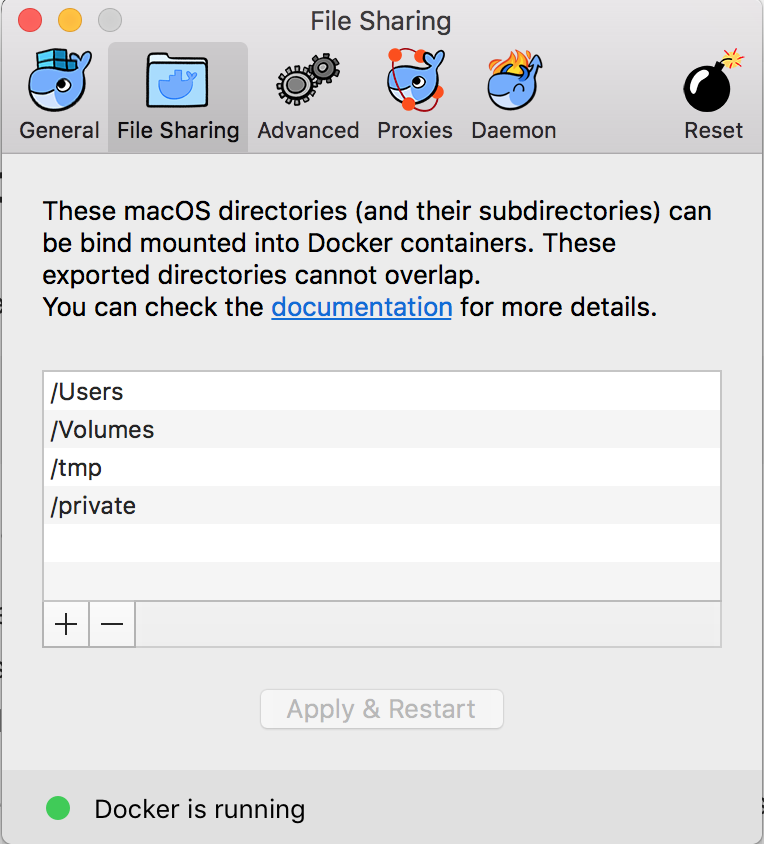 File Sharing
General
File Sharing
Advanced
Proxies
Daemon
Reset
These macOS directories (and their subdirectories) can
be bind mounted into Docker containers. These
exported directories cannot overlap.
You can check the documentation for more details.
/Users
/Volumes
/tmp
/private
Apply & Restart
Docker is running